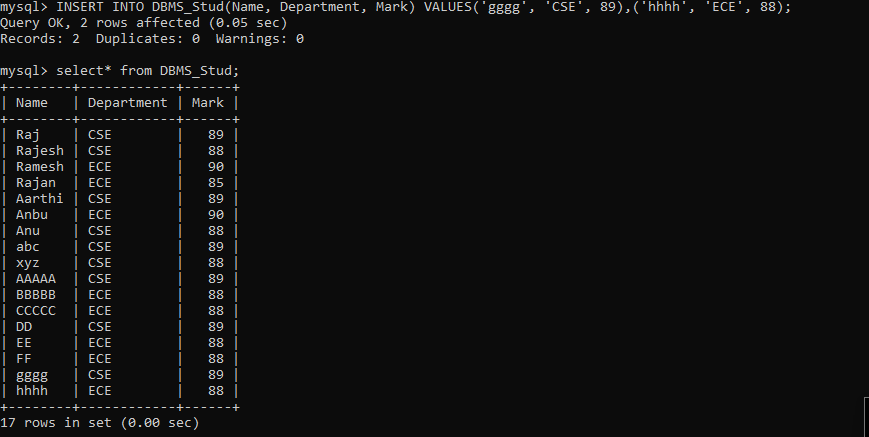 mysql> INSERT INTO DBMS_Stud(Name, Department, Mark) VALUES('gggg', 'CSE', 89),('hhhh', 'ECE', 88);
Query OK, 2 rows affected (0.05 sec)
Records: 2  Duplicates: 0  Warnings: 0

mysql> select* from DBMS_Stud;
+--------+------------+------+
| Name   | Department | Mark |
+--------+------------+------+
| Raj    | CSE        |   89 |
| Rajesh | CSE        |   88 |
| Ramesh | ECE        |   90 |
| Rajan  | ECE        |   85 |
| Aarthi | CSE        |   89 |
| Anbu   | ECE        |   90 |
| Anu    | CSE        |   88 |
| abc    | CSE        |   89 |
| xyz    | CSE        |   88 |
| AAAAA  | CSE        |   89 |
| BBBBB  | ECE        |   88 |
| CCCCC  | ECE        |   88 |
| DD     | CSE        |   89 |
| EE     | ECE        |   88 |
| FF     | ECE        |   88 |
| gggg   | CSE        |   89 |
| hhhh   | ECE        |   88 |
+--------+------------+------+
17 rows in set (0.00 sec)